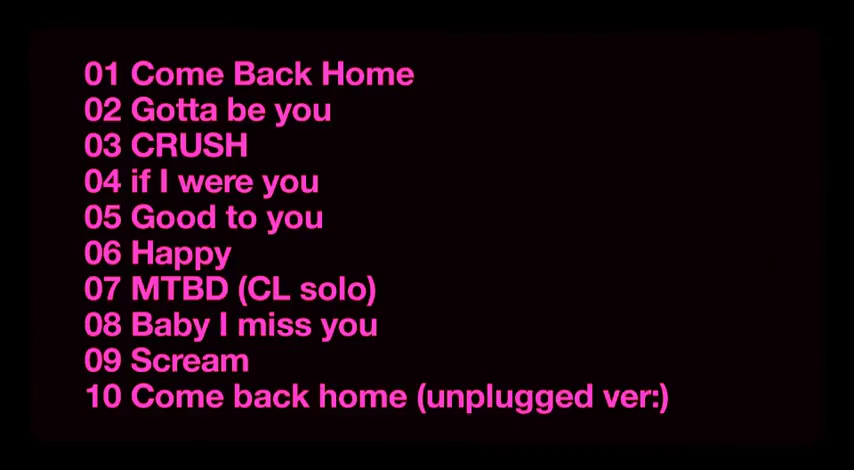 01 Come Back Home
02 Gotta be you
03 CRUSH
04 if I were you
05 Good to you
06 Happy
07 MTBD (CL solo)
08 Baby I miss you
09 Scream
10 Come back home (unplugged ver:)